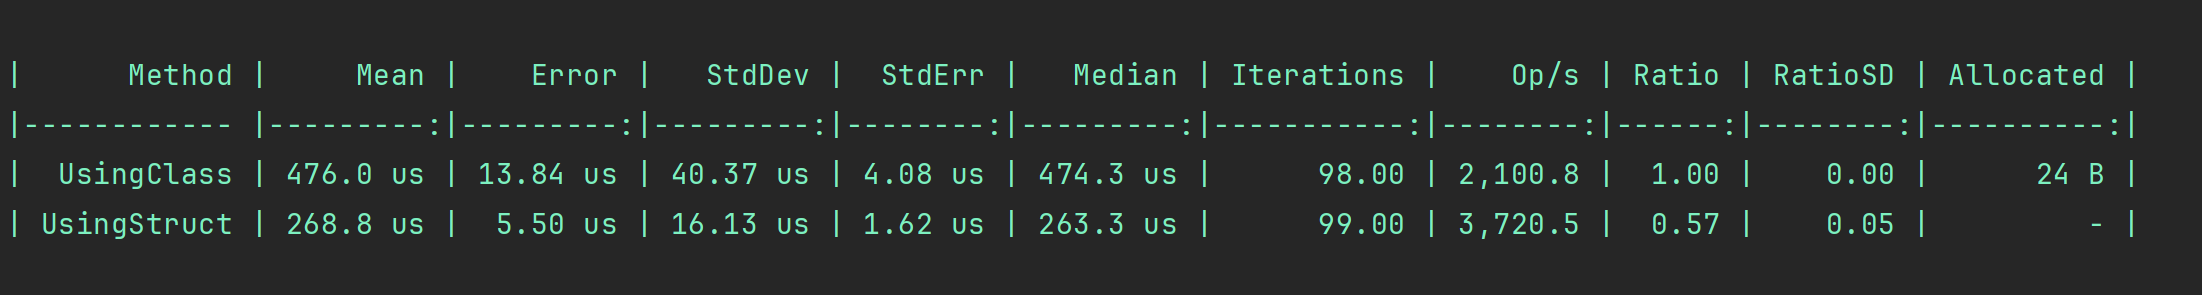 |      Method |     Mean |    Error |   StdDev |  StdErr |   Median | Iterations |    Op/s | Ratio | RatioSD | Allocated |
|------------ |---------:|---------:|---------:|--------:|---------:|-----------:|--------:|------:|--------:|----------:|
|  UsingClass | 476.0 us | 13.84 us | 40.37 us | 4.08 us | 474.3 us |      98.00 | 2,100.8 |  1.00 |    0.00 |      24 B |
| UsingStruct | 268.8 us |  5.50 us | 16.13 us | 1.62 us | 263.3 us |      99.00 | 3,720.5 |  0.57 |    0.05 |         - |